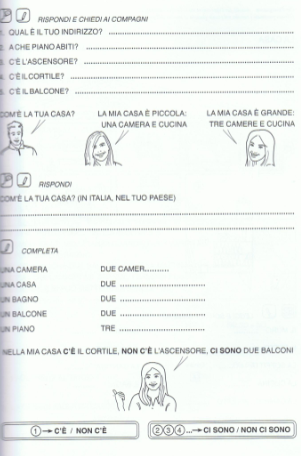 RISPONDI E CHIEDI AI COMPAGNI
1. QUAL È IL TUO INDIRIZZO? ....................
2. A CHE PIANO ABITI? ....................
3. C'È L'ASCENSORE? ....................
4. C'È IL CORTILE? ....................
5. C'È IL BALCONE? ....................
COM'È LA TUA CASA?
LA MIA CASA È PICCOLA:
UNA CAMERA E CUCINA
LA MIA CASA È GRANDE:
TRE CAMERE E CUCINA
RISPONDI
COM'È LA TUA CASA? (IN ITALIA, NEL TUO PAESE)
COMPLETA
UNA CAMERA DUE CAMER..........
UNA CASA DUE ....................
UN BAGNO DUE ....................
UN BALCONE DUE ....................
UN PIANO TRE ....................
NELLA MIA CASA C'È IL CORTILE, NON C'È L'ASCENSORE, CI SONO DUE BALCONI
① → C'È / NON C'È
②③④...→ CI SONO / NON CI SONO